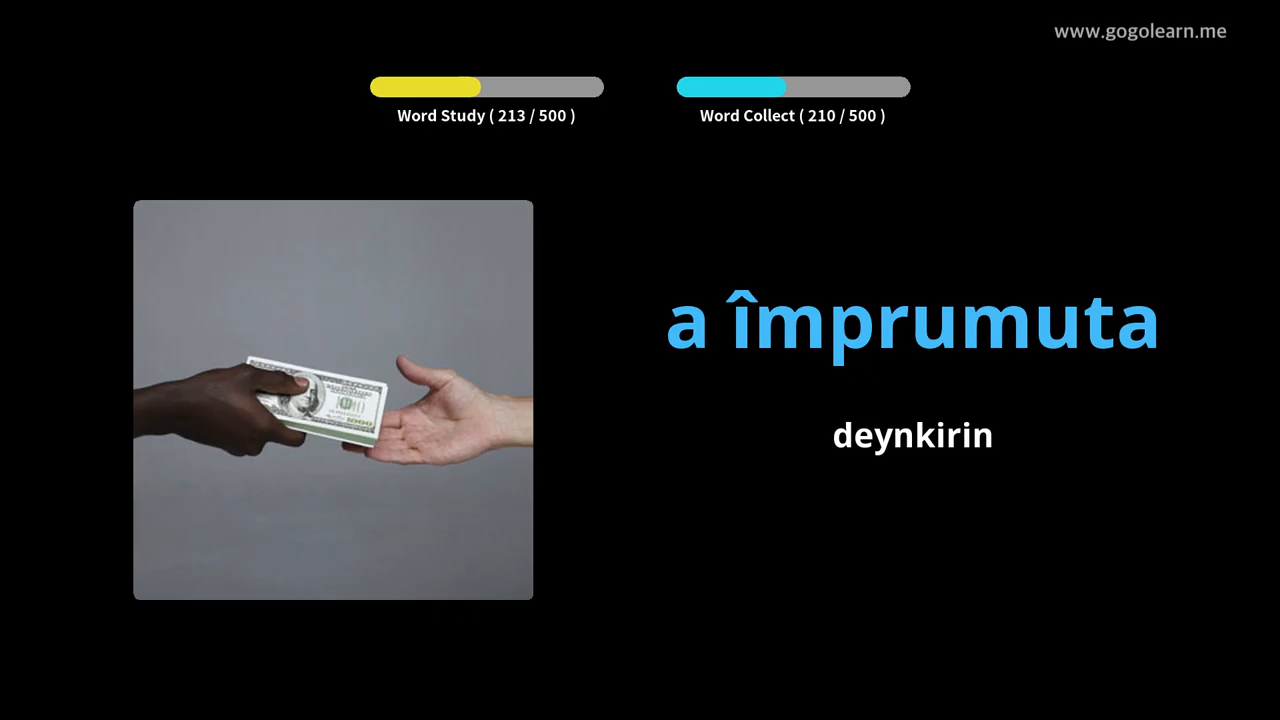 www.gogolearn.me
Word Study ( 213 / 500 )
Word Collect ( 210 / 500 )
a împrumuta
deynkirin